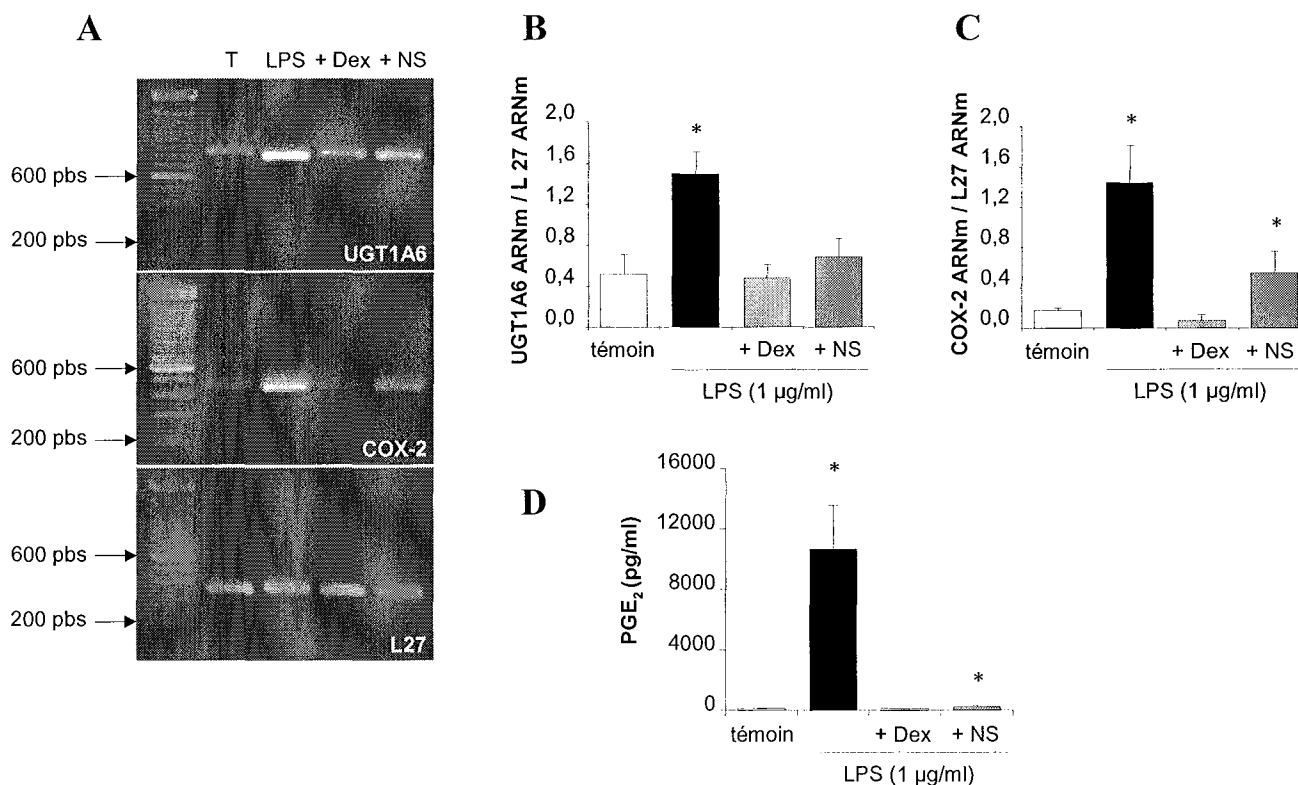 A
T LPS + Dex + NS
600 pbs
200 pbs
UGT1A6
600 pbs
200 pbs
COX-2
600 pbs
200 pbs
L27
B
UGT1A6 ARNm / L 27 ARNm
2,0
1,6
1,2
0,8
0,4
0,0
*
témoin
+ Dex + NS
LPS (1 µg/ml)
C
COX-2 ARNm / L27 ARNm
2,0
1,6
1,2
0,8
0,4
0,0
*
*
témoin
+ Dex + NS
LPS (1 µg/ml)
D
PGE2 (pg/ml)
16000
12000
8000
4000
0
*
*
témoin
+ Dex + NS
LPS (1 µg/ml)